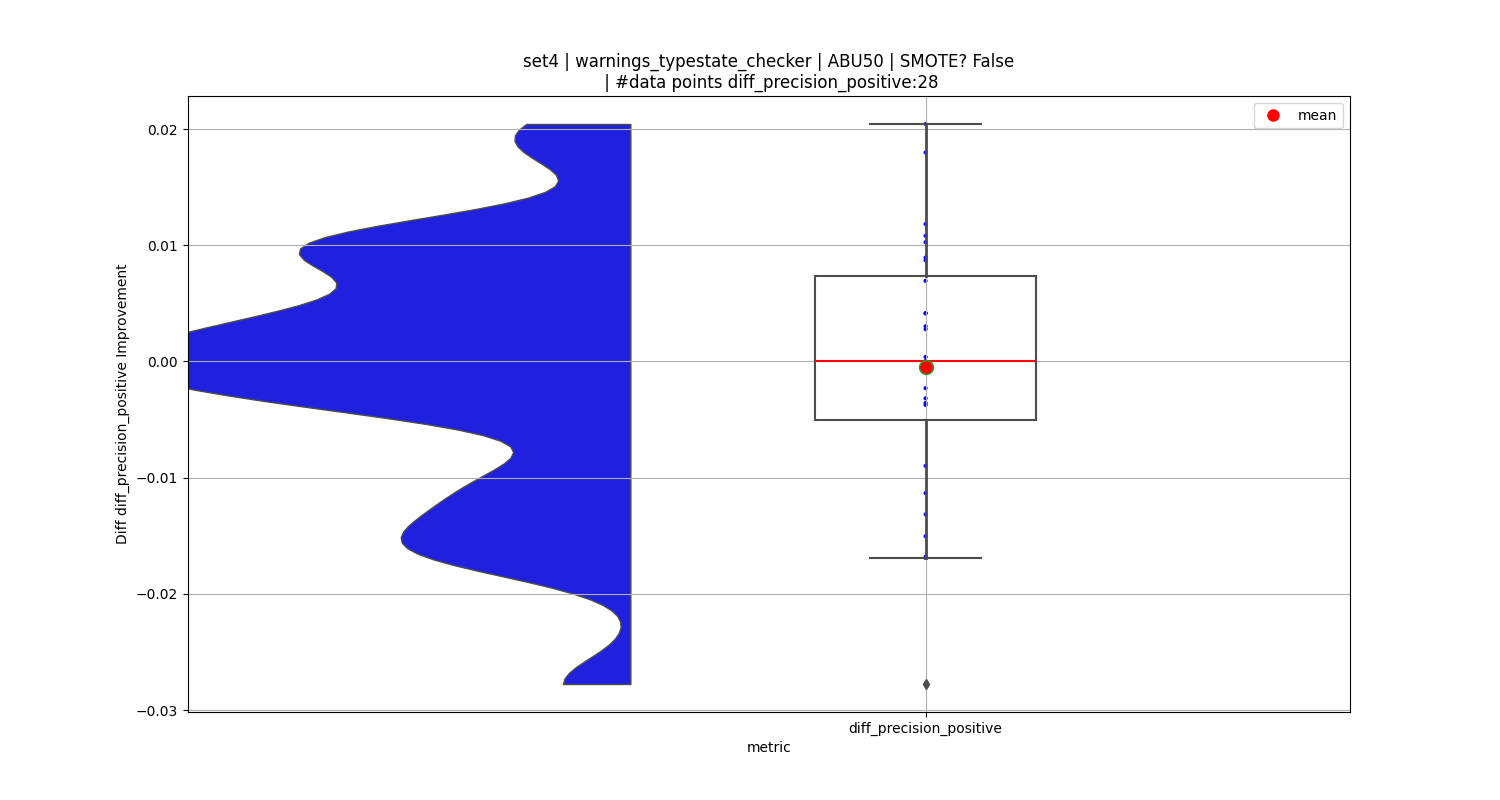 set4 | warnings_typestate_checker | ABU50 | SMOTE? False
| #data points diff_precision_positive:28
mean
0.02
0.01
0.00
−0.01
−0.02
−0.03
Diff diff_precision_positive Improvement
diff_precision_positive
metric